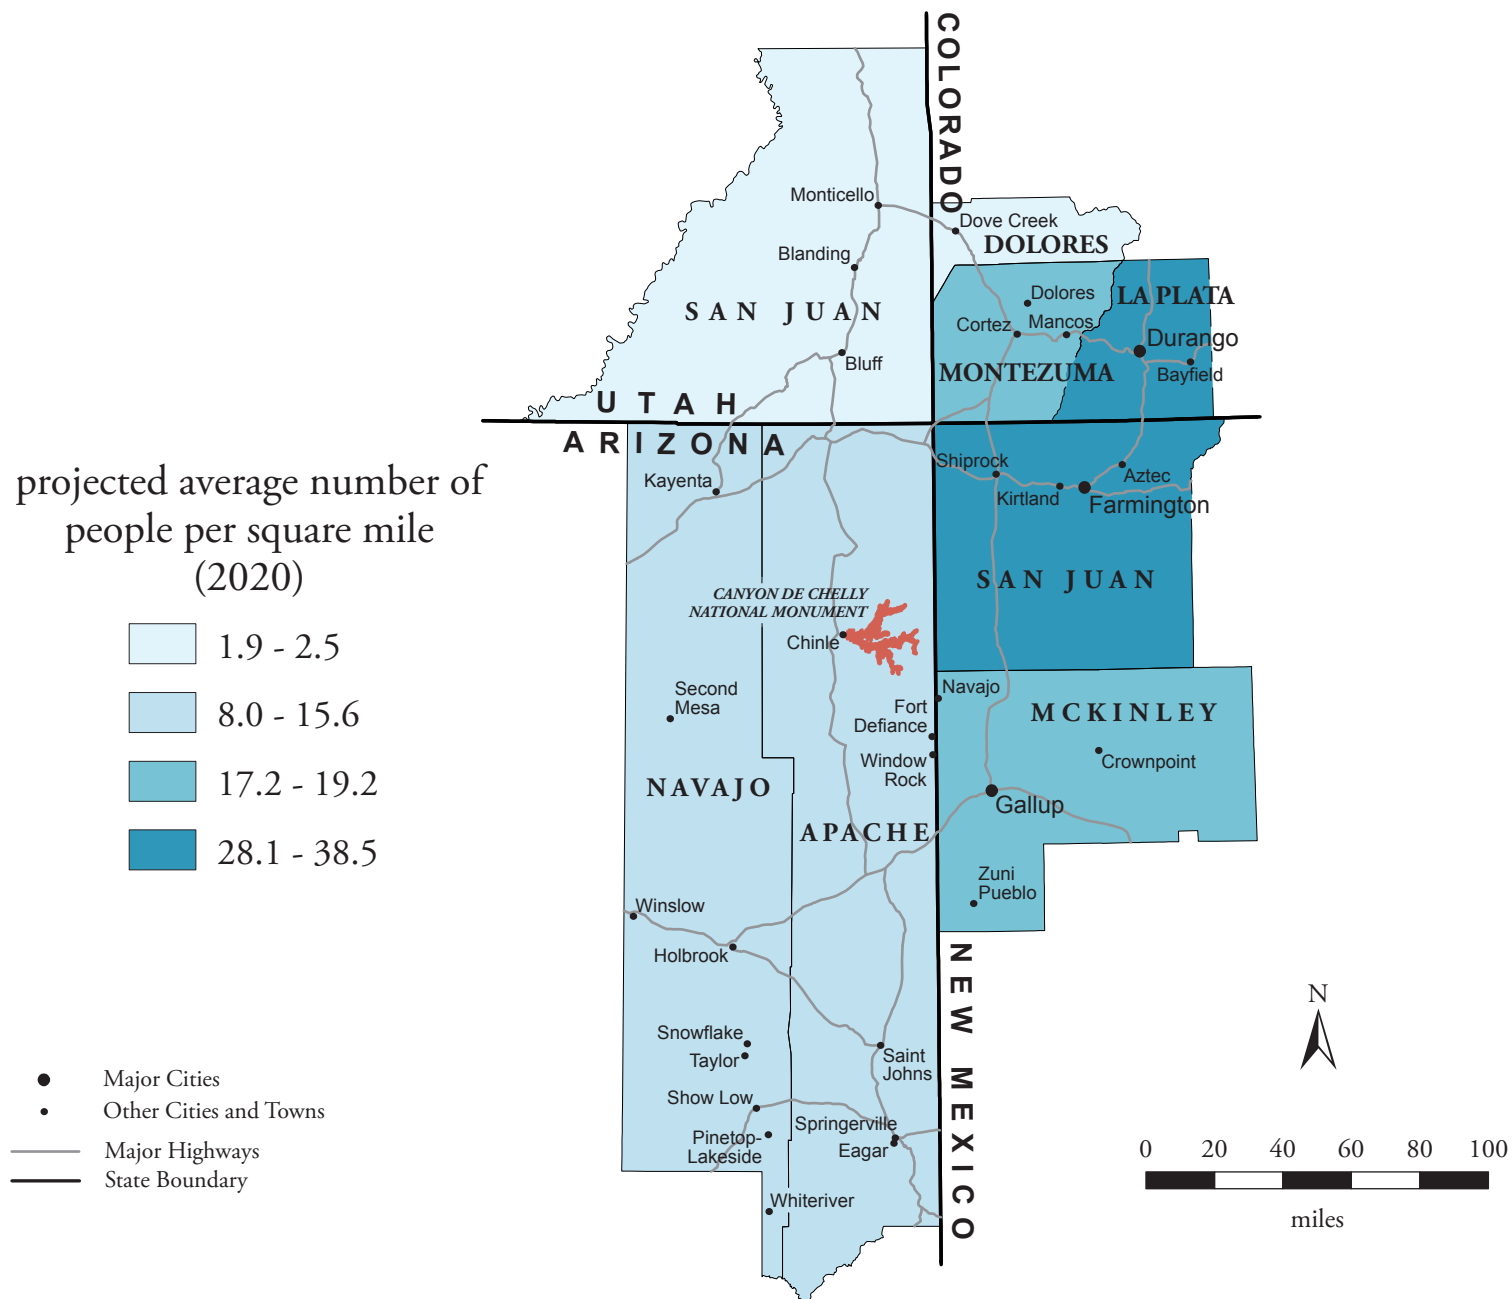 COLORADO
Monticello
Dove Creek
DOLORES
Blanding
SAN JUAN
Dolores
LA PLATA
Cortez
Mancos
Durango
Bluff
MONTEZUMA
Bayfield
UTAH
ARIZONA
projected average number of
people per square mile
(2020)
1.9 - 2.5
8.0 - 15.6
17.2 - 19.2
28.1 - 38.5
Kayenta
Shiprock
Aztec
Kirtland
Farmington
SAN JUAN
CANYON DE CHELLY
NATIONAL MONUMENT
Chinle
Second
Mesa
Navajo
Fort
Defiance
MCKINLEY
Window
Rock
Crownpoint
NAVAJO
Gallup
APACHE
Zuni
Pueblo
Winslow
Holbrook
NEW MEXICO
Snowflake
Taylor
Saint
Johns
Show Low
Springerville
Pinetop-
Lakeside
Eagar
Whiteriver
Major Cities
Other Cities and Towns
Major Highways
State Boundary
N
0 20 40 60 80 100
miles